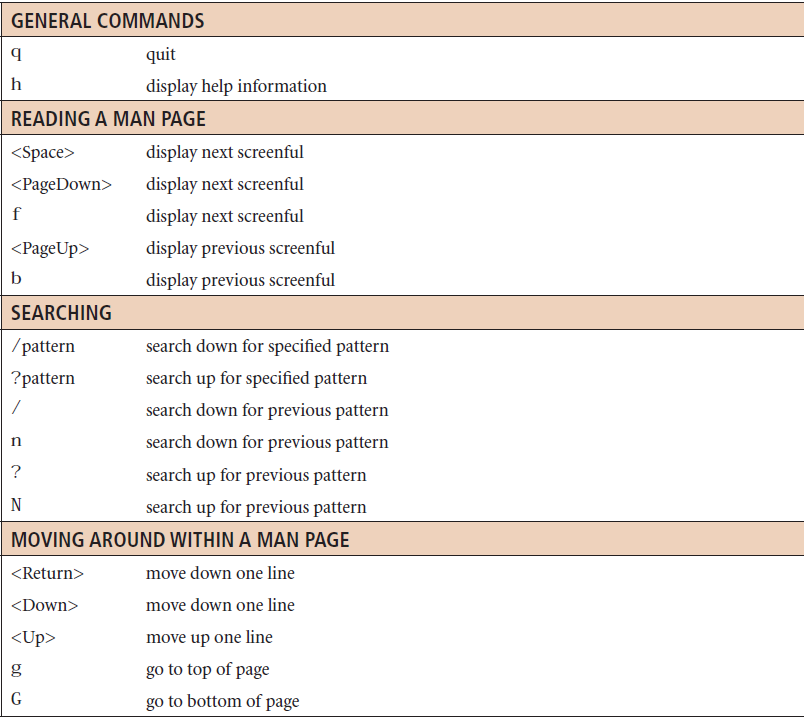 GENERAL COMMANDS
q quit
h display help information
READING A MAN PAGE
<Space> display next screenful
<PageDown> display next screenful
f display next screenful
<PageUp> display previous screenful
b display previous screenful
SEARCHING
/pattern search down for specified pattern
?pattern search up for specified pattern
/ search down for previous pattern
n search down for previous pattern
? search up for previous pattern
N search up for previous pattern
MOVING AROUND WITHIN A MAN PAGE
<Return> move down one line
<Down> move down one line
<Up> move up one line
g go to top of page
G go to bottom of page